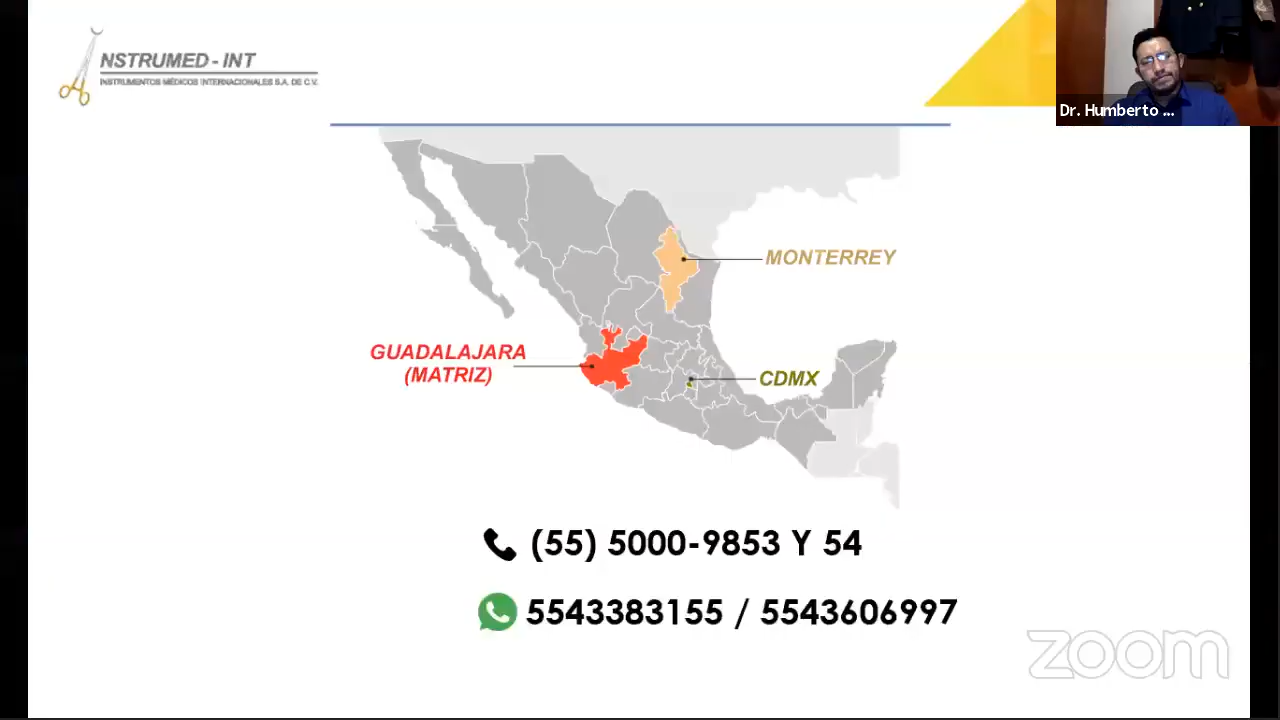 NSTRUMED - INT
INSTRUMENTOS MÉDICOS INTERNACIONALES S.A. DE C.V.
Dr. Humberto ...
MONTERREY
GUADALAJARA
(MATRIZ)
CDMX
(55) 5000-9853 Y 54
5543383155 / 5543606997
zoom